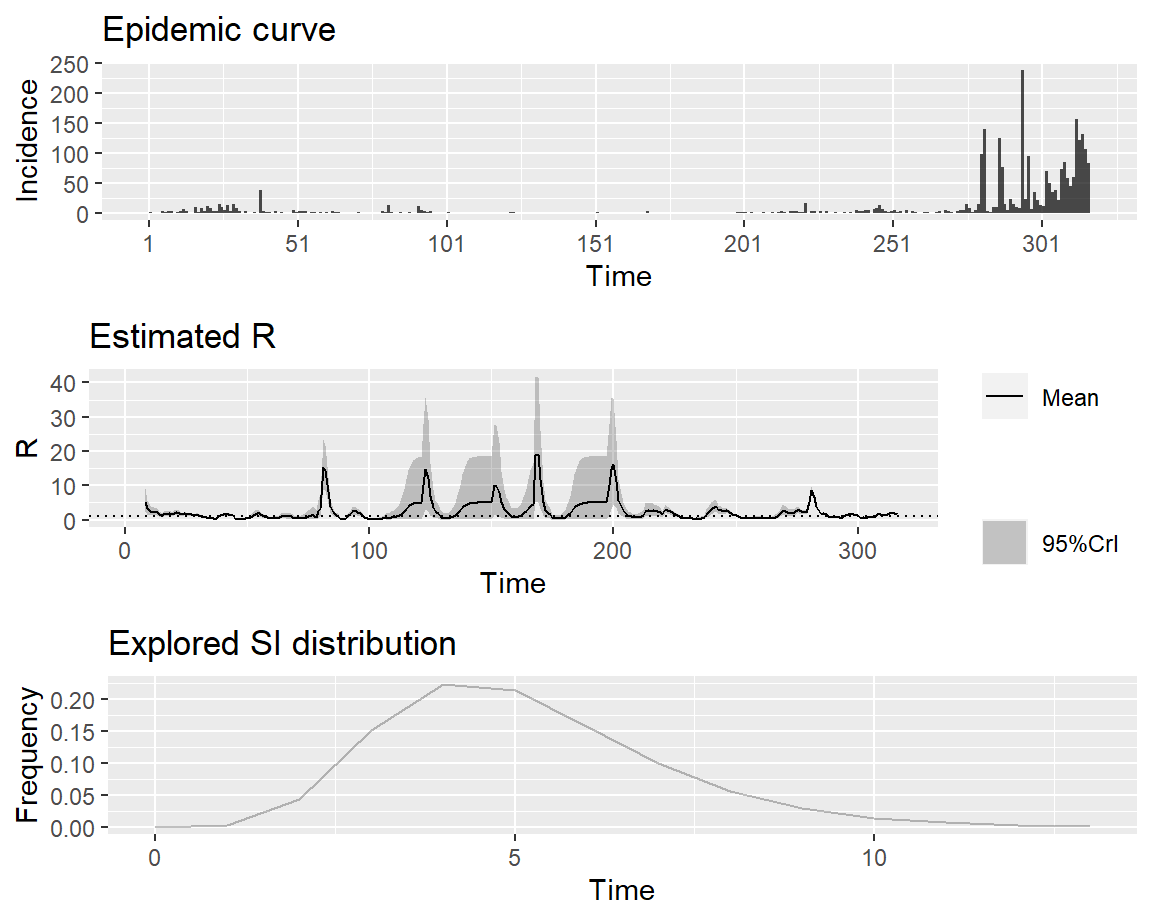 Epidemic curve
250
200
150
100
50
0
Incidence
1 51 101 151 201 251 301
Time
Estimated R
40
30
20
10
0
R
0 100 200 300
Time
Mean
95%CrI
Explored SI distribution
0.20
0.15
0.10
0.05
0.00
Frequency
0 5 10
Time